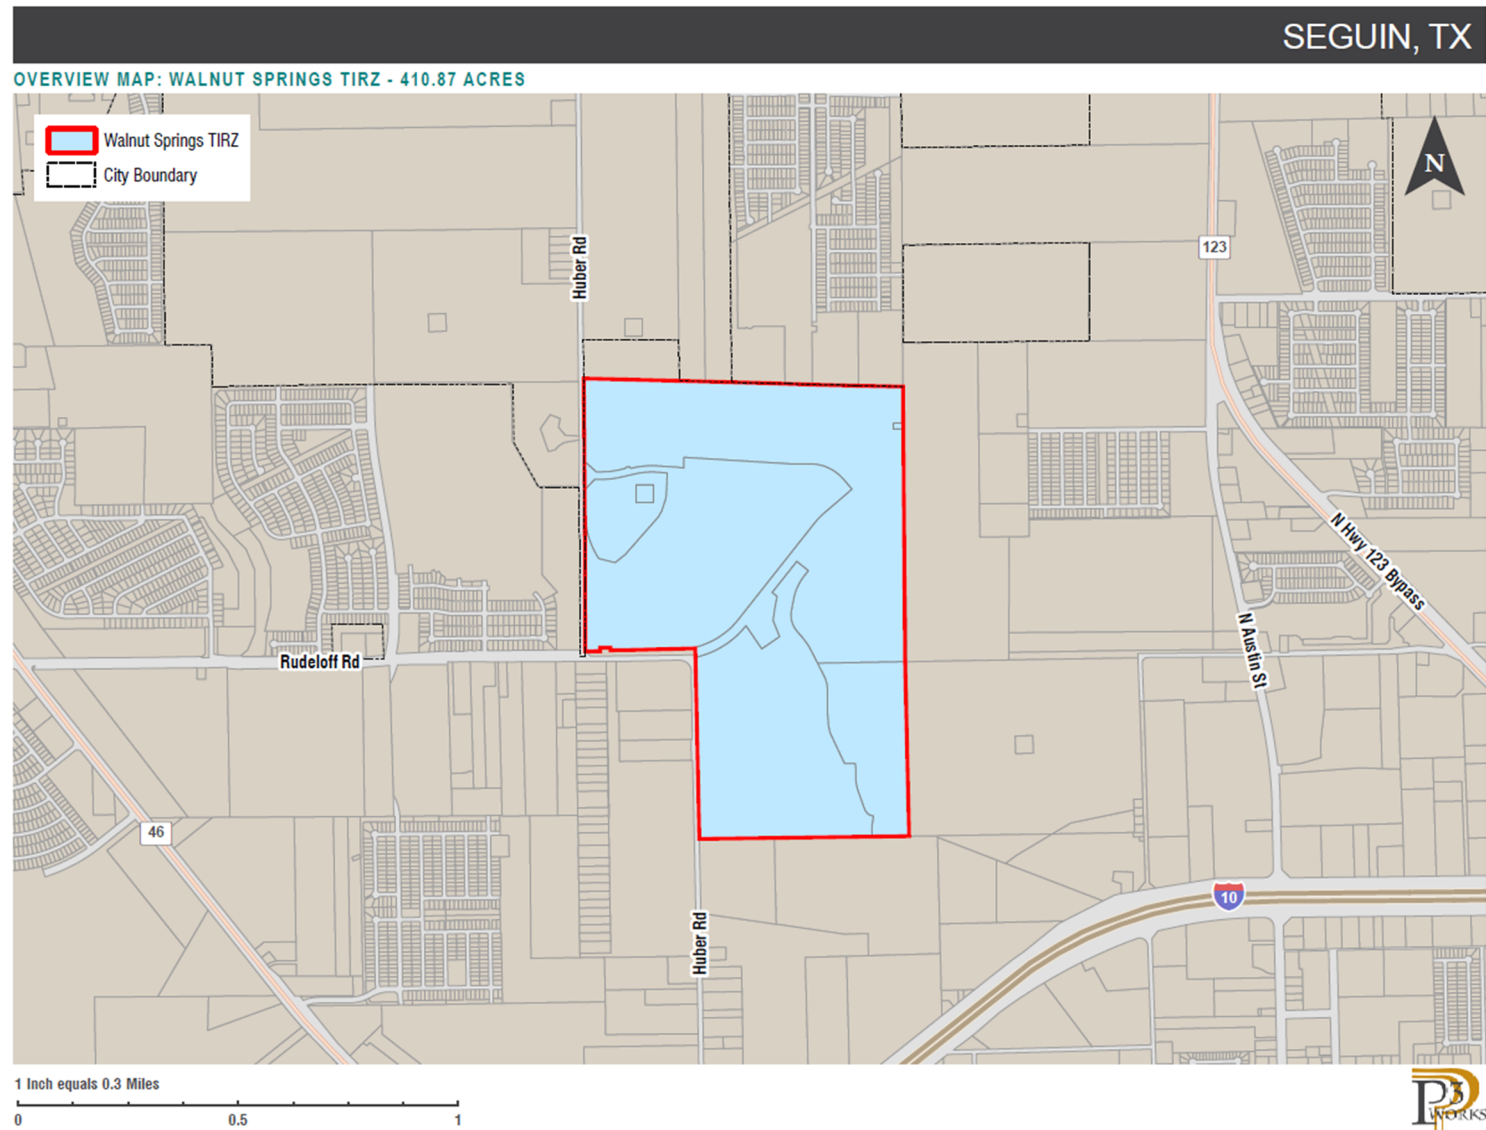 SEGUIN, TX
OVERVIEW MAP: WALNUT SPRINGS TIRZ - 410.87 ACRES
Walnut Springs TIRZ
City Boundary
N
Huber Rd
123
N Hwy 123 Bypass
N Austin St
Rudeloff Rd
46
10
Huber Rd
1 Inch equals 0.3 Miles
0 0.5 1
P3
WORKS